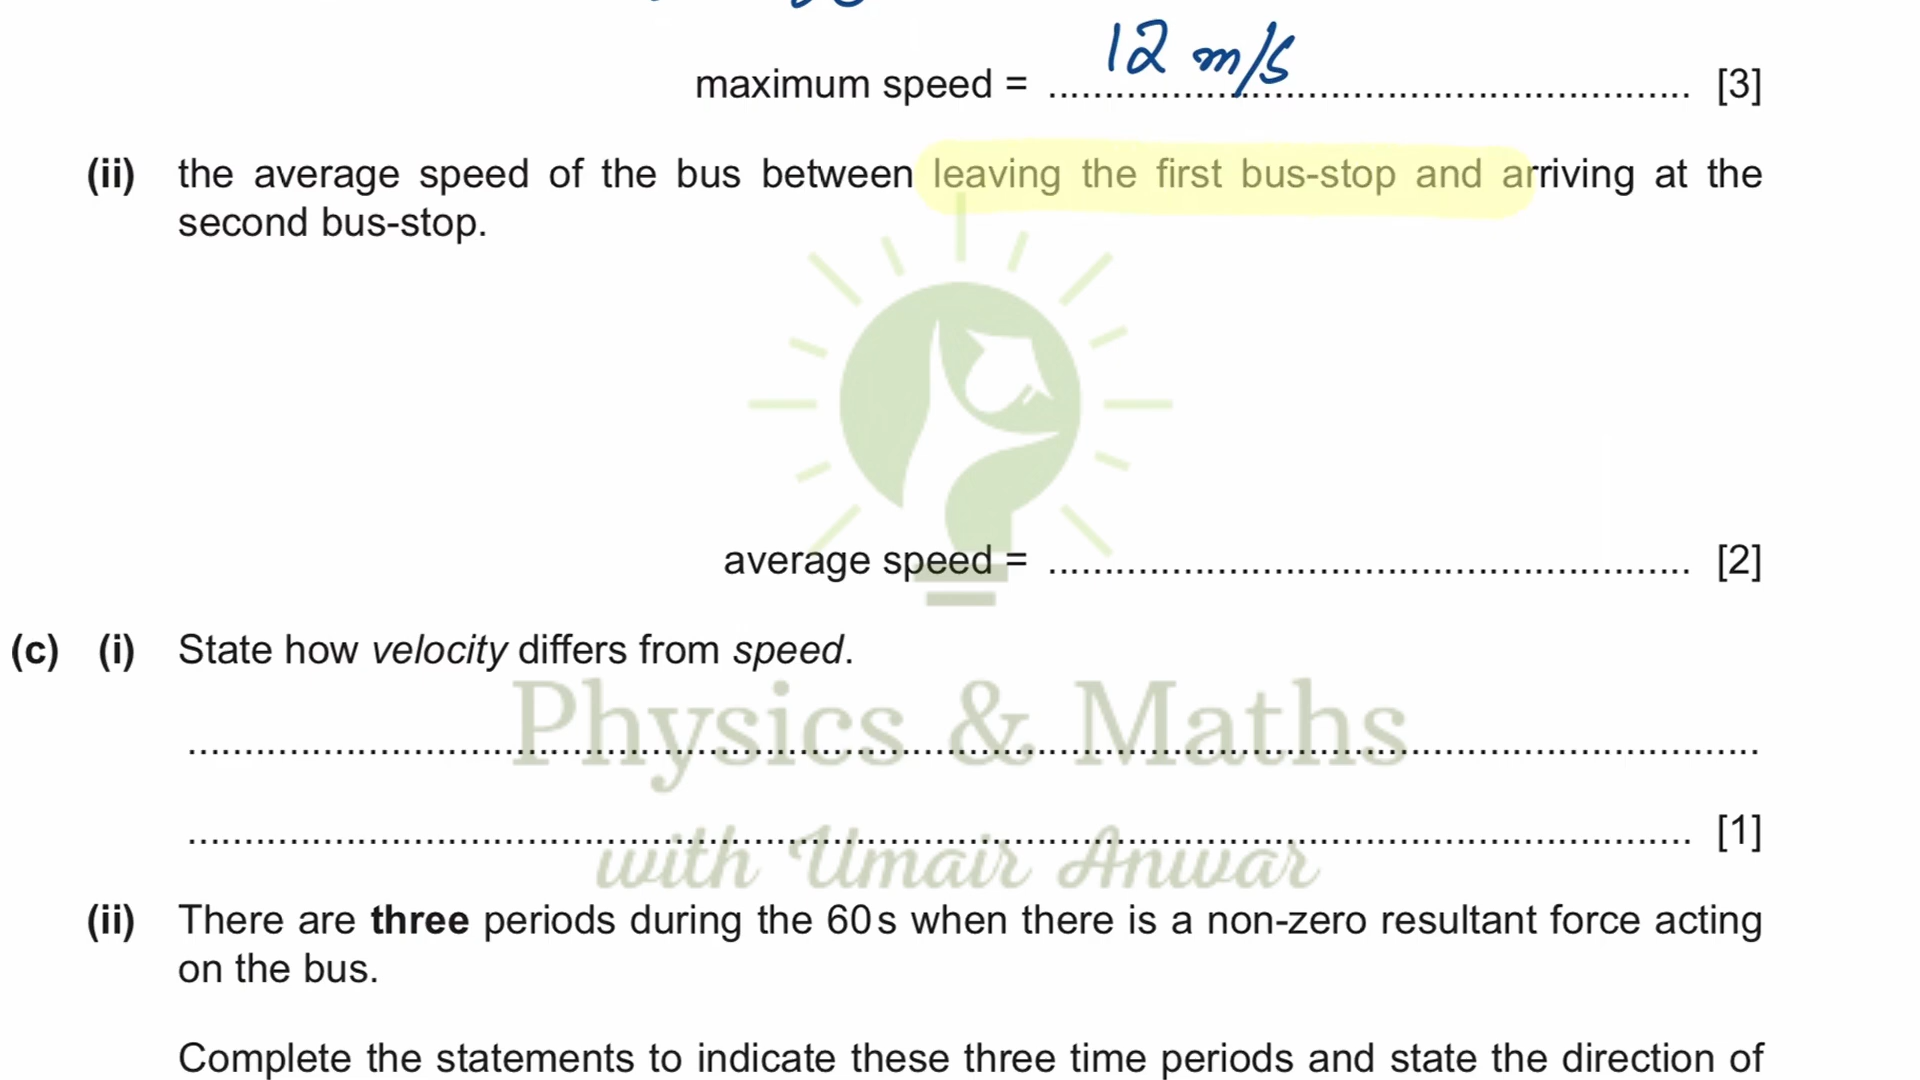 12 m/s
maximum speed = ........................................................ [3]
(ii) the average speed of the bus between leaving the first bus-stop and arriving at the
second bus-stop.
average speed = ........................................................ [2]
(c) (i) State how velocity differs from speed.
Physics & Maths
..........................................................................................................................................
.................................................................................................................................... [1]
with Umair Anwar
(ii) There are three periods during the 60 s when there is a non-zero resultant force acting
on the bus.
Complete the statements to indicate these three time periods and state the direction of